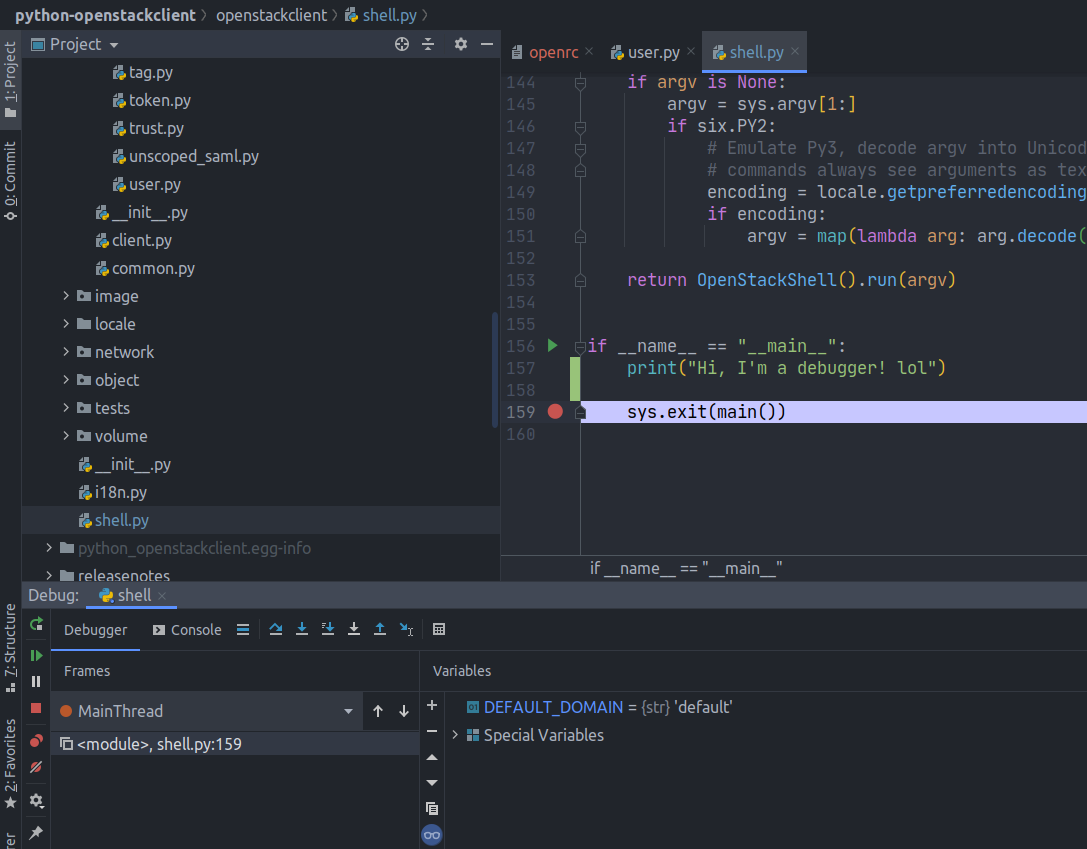 python-openstackclient openstackclient shell.py
1: Project
0: Commit
7: Structure
2: Favorites
rer
Project
tag.py
token.py
trust.py
unscoped_saml.py
user.py
__init__.py
client.py
common.py
image
locale
network
object
tests
volume
__init__.py
i18n.py
shell.py
python_openstackclient.egg-info
releasenotes
openrc user.py shell.py
144 if argv is None:
145 argv = sys.argv[1:]
146 if six.PY2:
147 # Emulate Py3, decode argv into Unicod
148 # commands always see arguments as tex
149 encoding = locale.getpreferredencoding
150 if encoding:
151 argv = map(lambda arg: arg.decode(
152
153 return OpenStackShell().run(argv)
154
155
156 if __name__ == "__main__":
157 print("Hi, I'm a debugger! lol")
158
159 sys.exit(main())
160
if __name__ == "__main__"
Debug: shell
Debugger Console
Frames
MainThread
<module>, shell.py:159
Variables
DEFAULT_DOMAIN = {str} 'default'
Special Variables